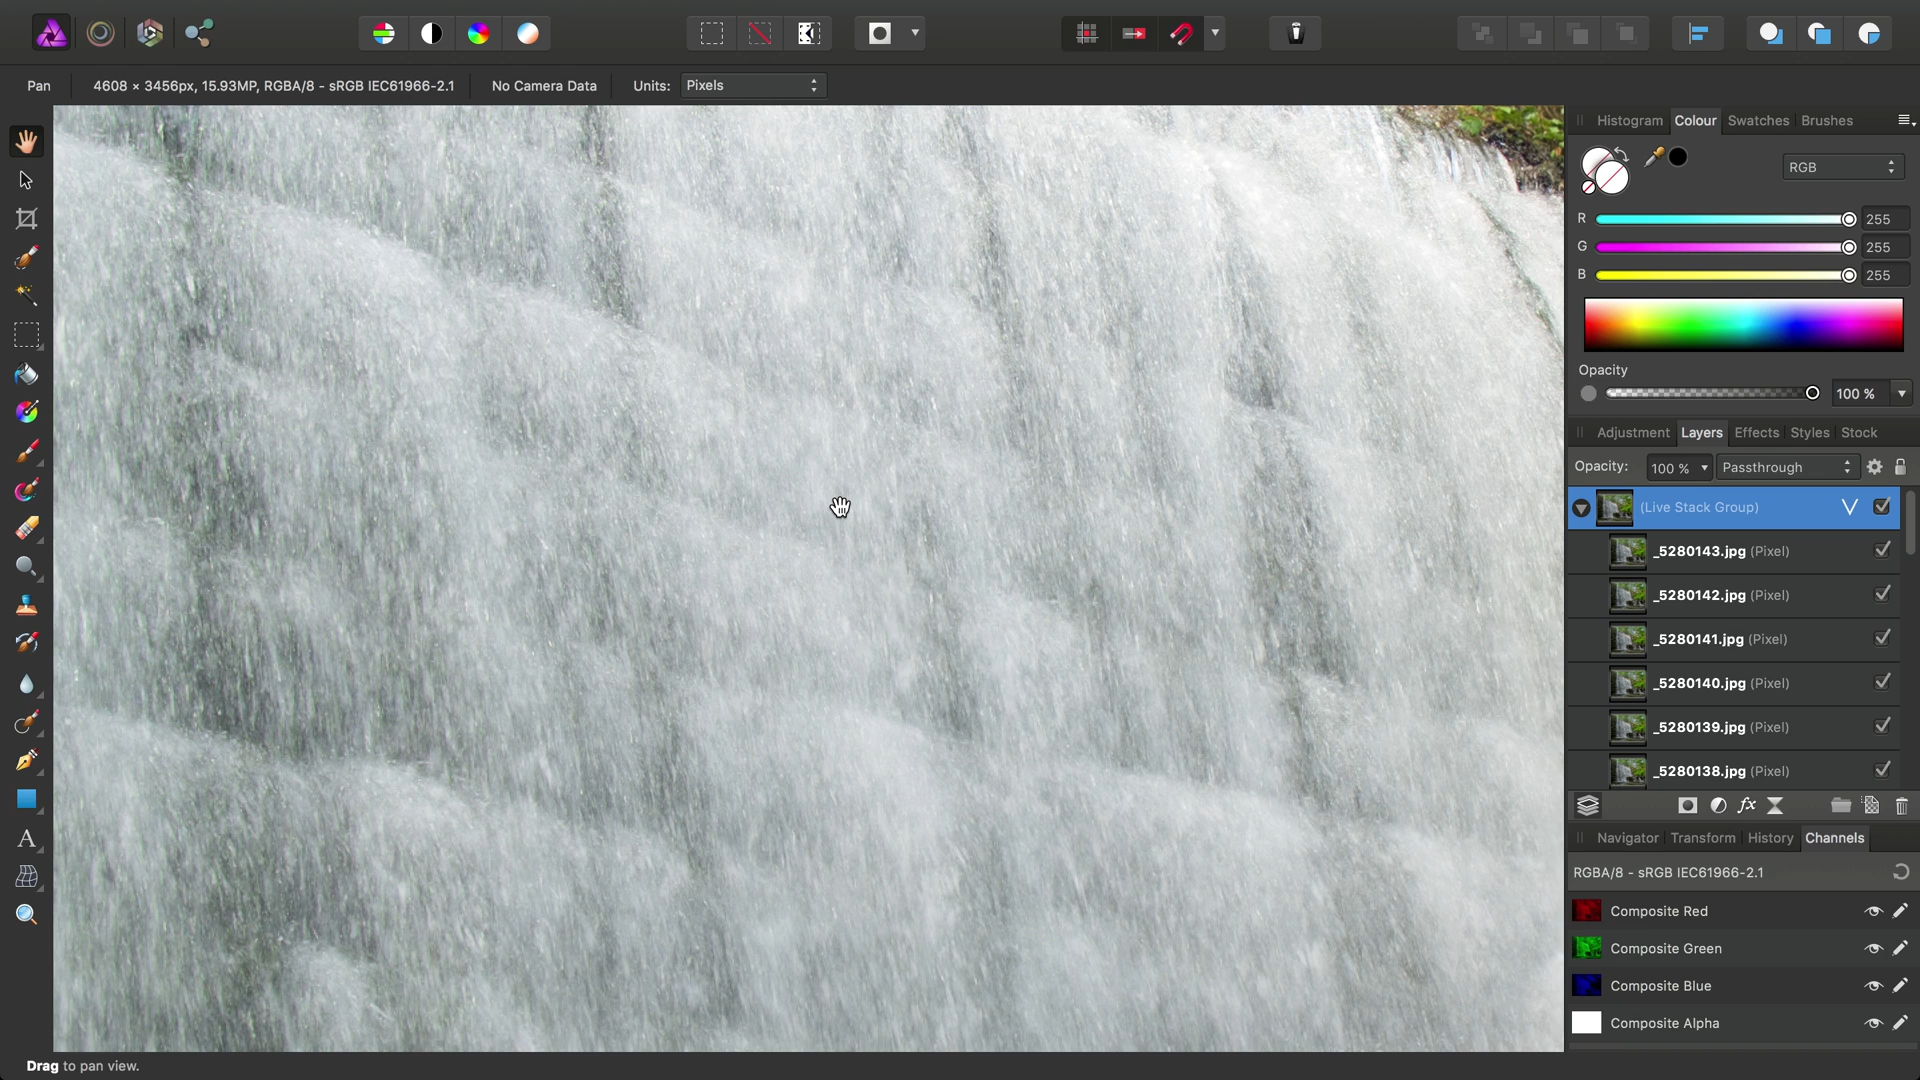 Pan
4608 × 3456px, 15.93MP, RGBA/8 - sRGB IEC61966-2.1
No Camera Data
Units: Pixels
Histogram Colour Swatches Brushes
RGB
R 255
G 255
B 255
Opacity
100 %
Adjustment Layers Effects Styles Stock
Opacity: 100 % Passthrough
(Live Stack Group)
_5280143.jpg (Pixel)
_5280142.jpg (Pixel)
_5280141.jpg (Pixel)
_5280140.jpg (Pixel)
_5280139.jpg (Pixel)
_5280138.jpg (Pixel)
fx
Navigator Transform History Channels
RGBA/8 - sRGB IEC61966-2.1
Composite Red
Composite Green
Composite Blue
Composite Alpha
A
Drag to pan view.